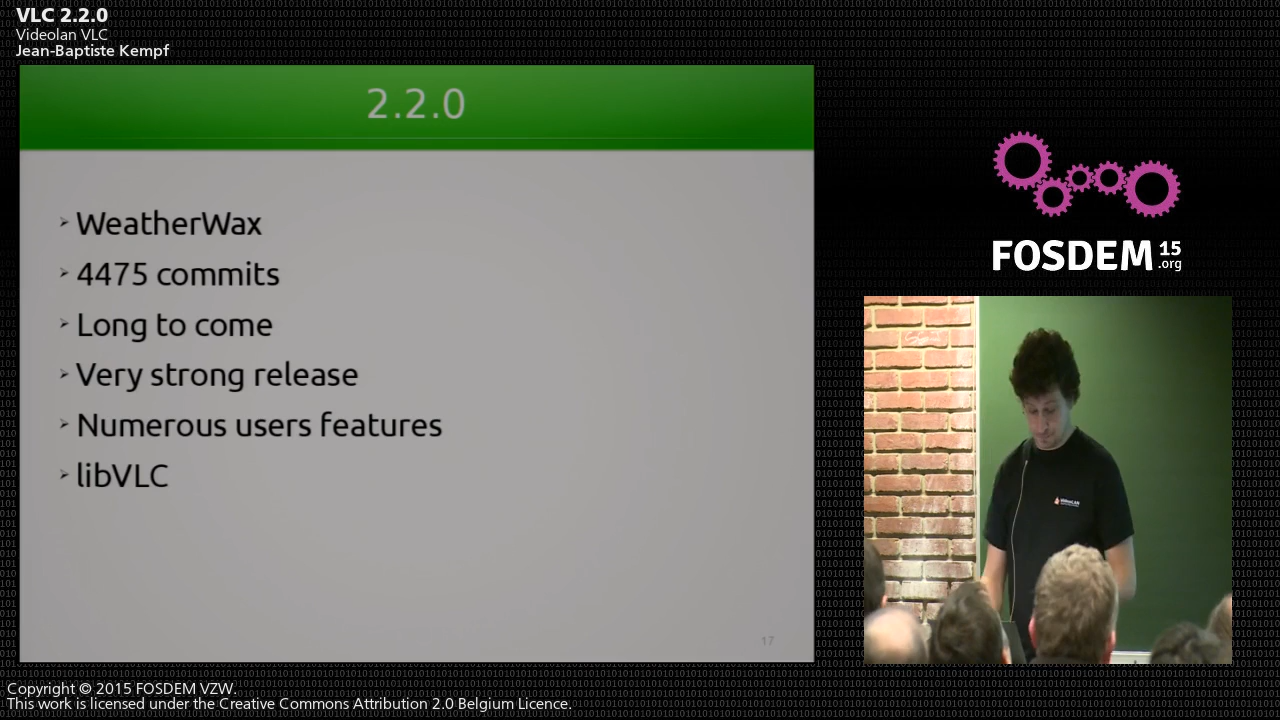 VLC 2.2.0
Videolan VLC
Jean-Baptiste Kempf
2.2.0
WeatherWax
4475 commits
Long to come
Very strong release
Numerous users features
libVLC
17
FOSDEM 15
.org
VideoLAN
Copyright © 2015 FOSDEM VZW.
This work is licensed under the Creative Commons Attribution 2.0 Belgium Licence.